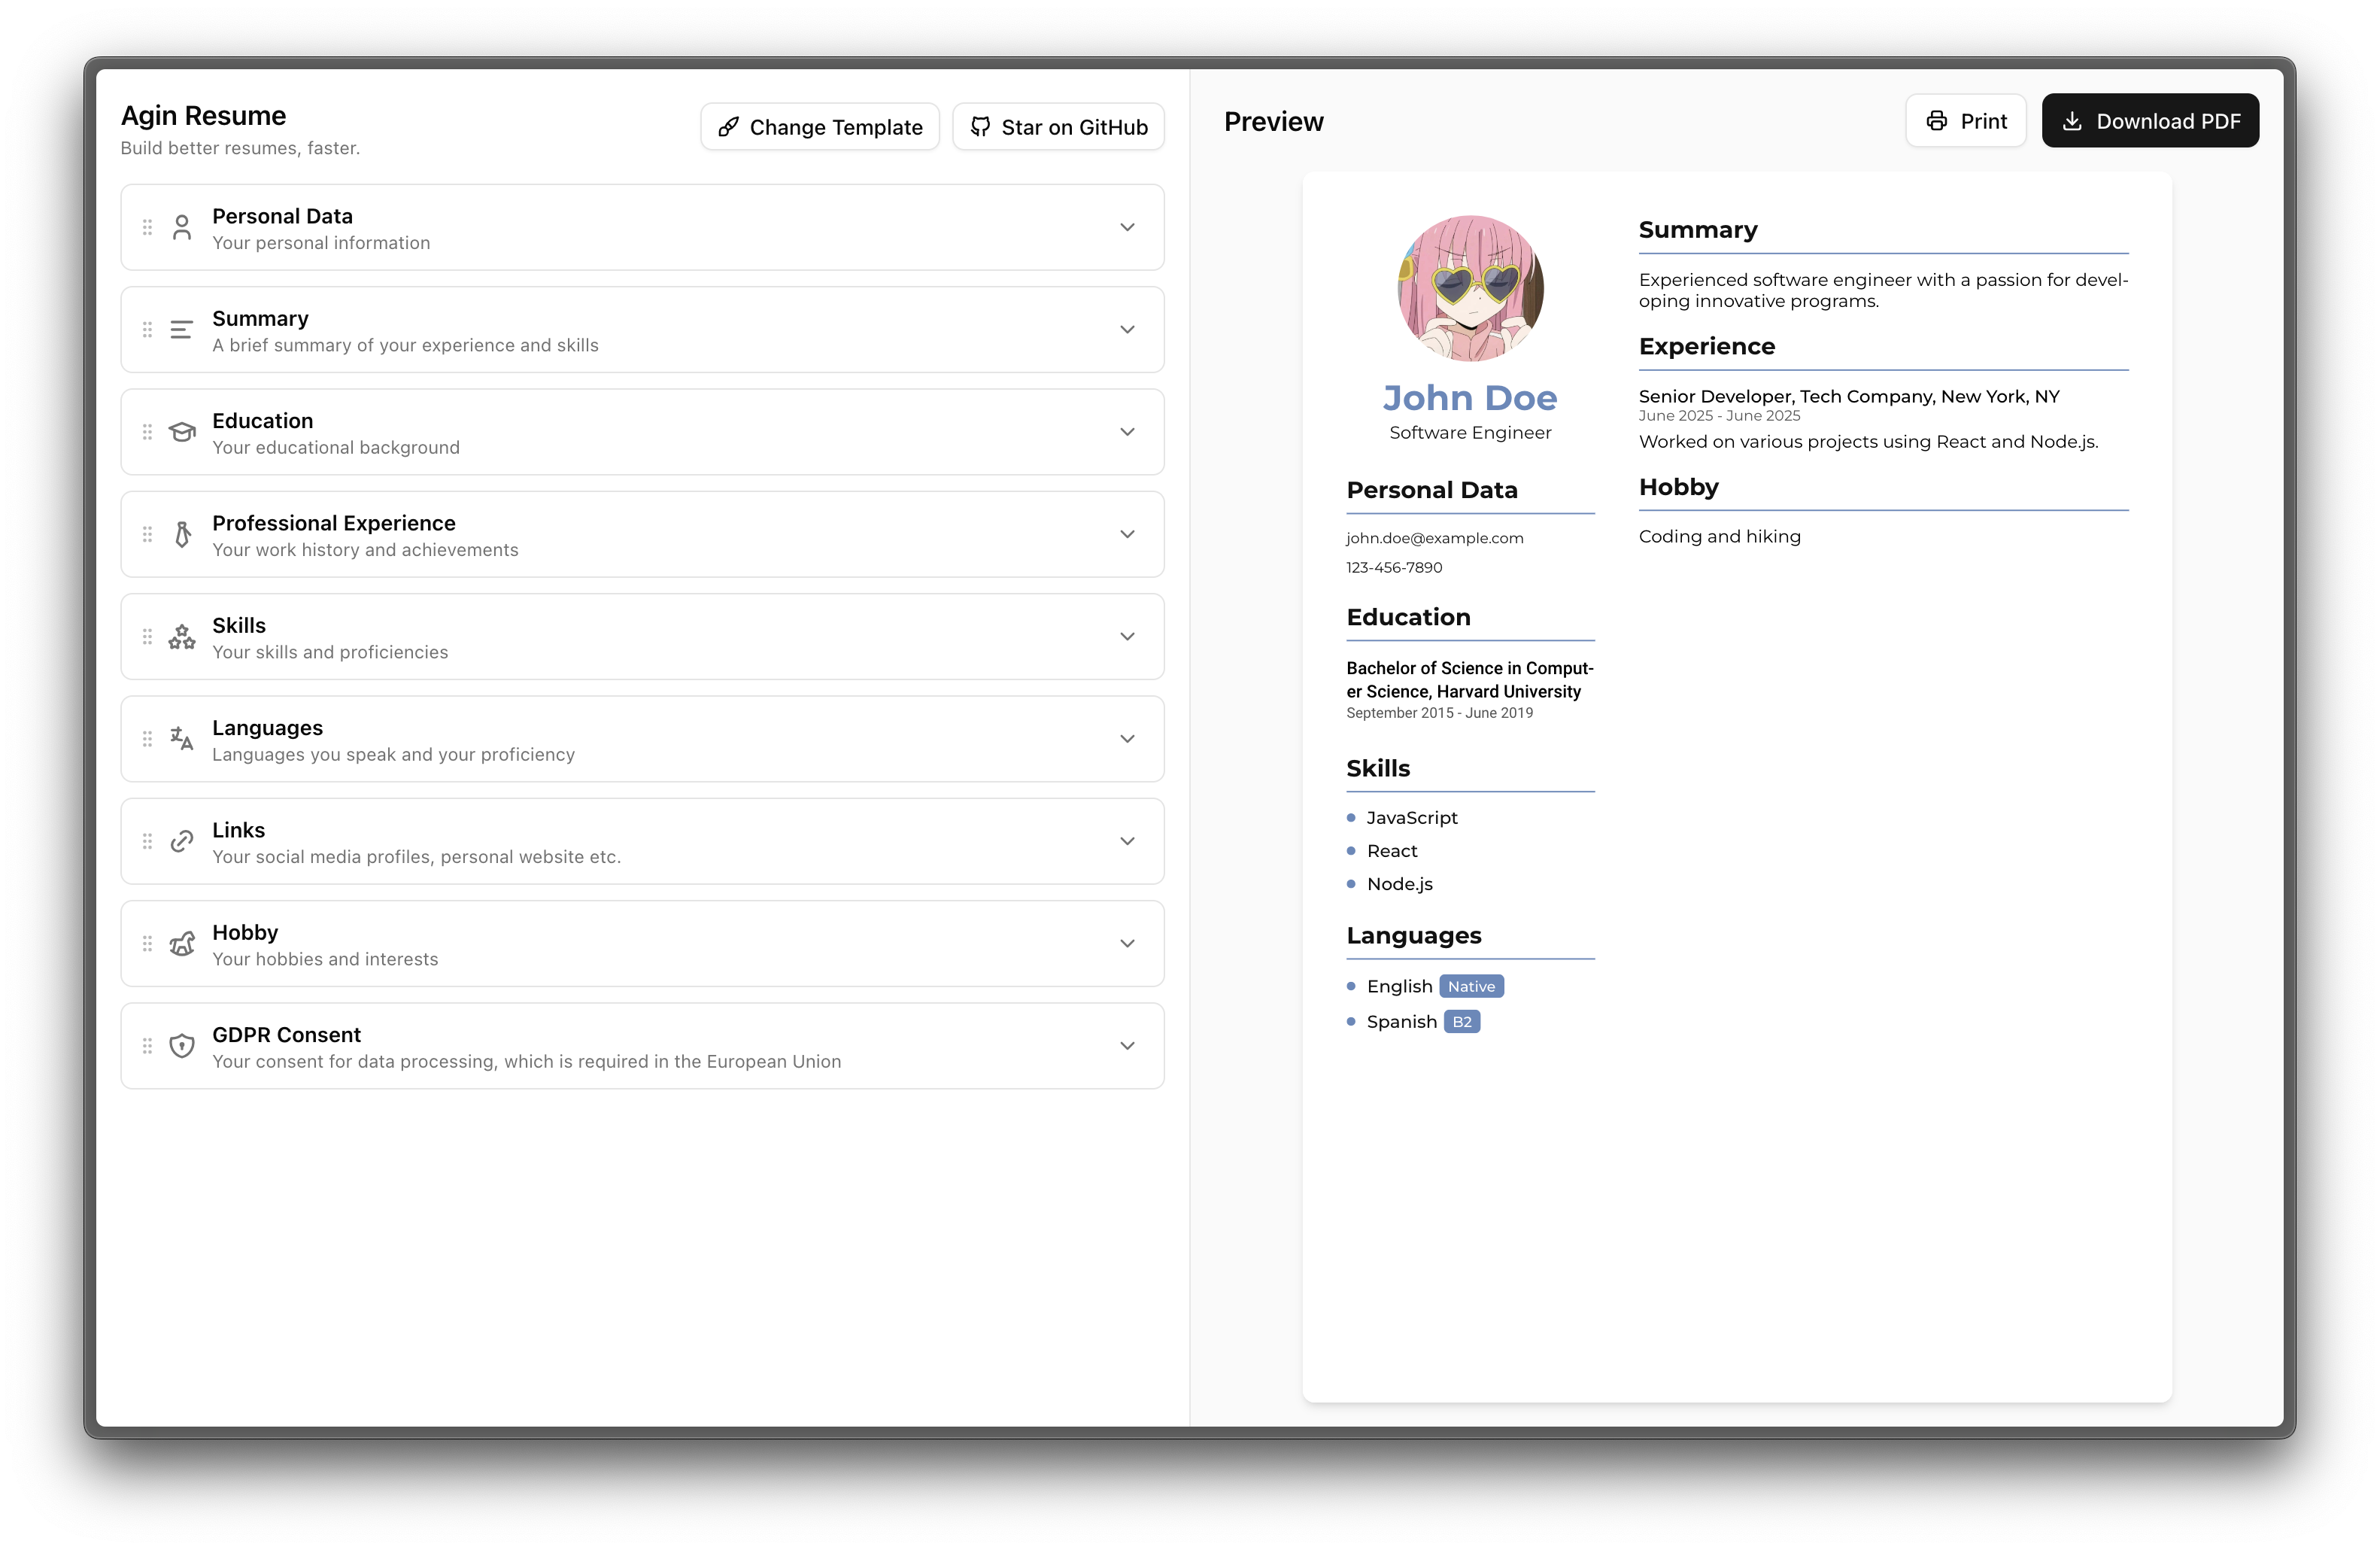 Agin Resume
Build better resumes, faster.
Change Template
Star on GitHub
Personal Data
Your personal information
Summary
A brief summary of your experience and skills
Education
Your educational background
Professional Experience
Your work history and achievements
Skills
Your skills and proficiencies
Languages
Languages you speak and your proficiency
Links
Your social media profiles, personal website etc.
Hobby
Your hobbies and interests
GDPR Consent
Your consent for data processing, which is required in the European Union
Preview
Print
Download PDF
John Doe
Software Engineer
Personal Data
john.doe@example.com
123-456-7890
Education
Bachelor of Science in Comput-
er Science, Harvard University
September 2015 - June 2019
Skills
JavaScript
React
Node.js
Languages
English Native
Spanish B2
Summary
Experienced software engineer with a passion for devel-
oping innovative programs.
Experience
Senior Developer, Tech Company, New York, NY
June 2025 - June 2025
Worked on various projects using React and Node.js.
Hobby
Coding and hiking